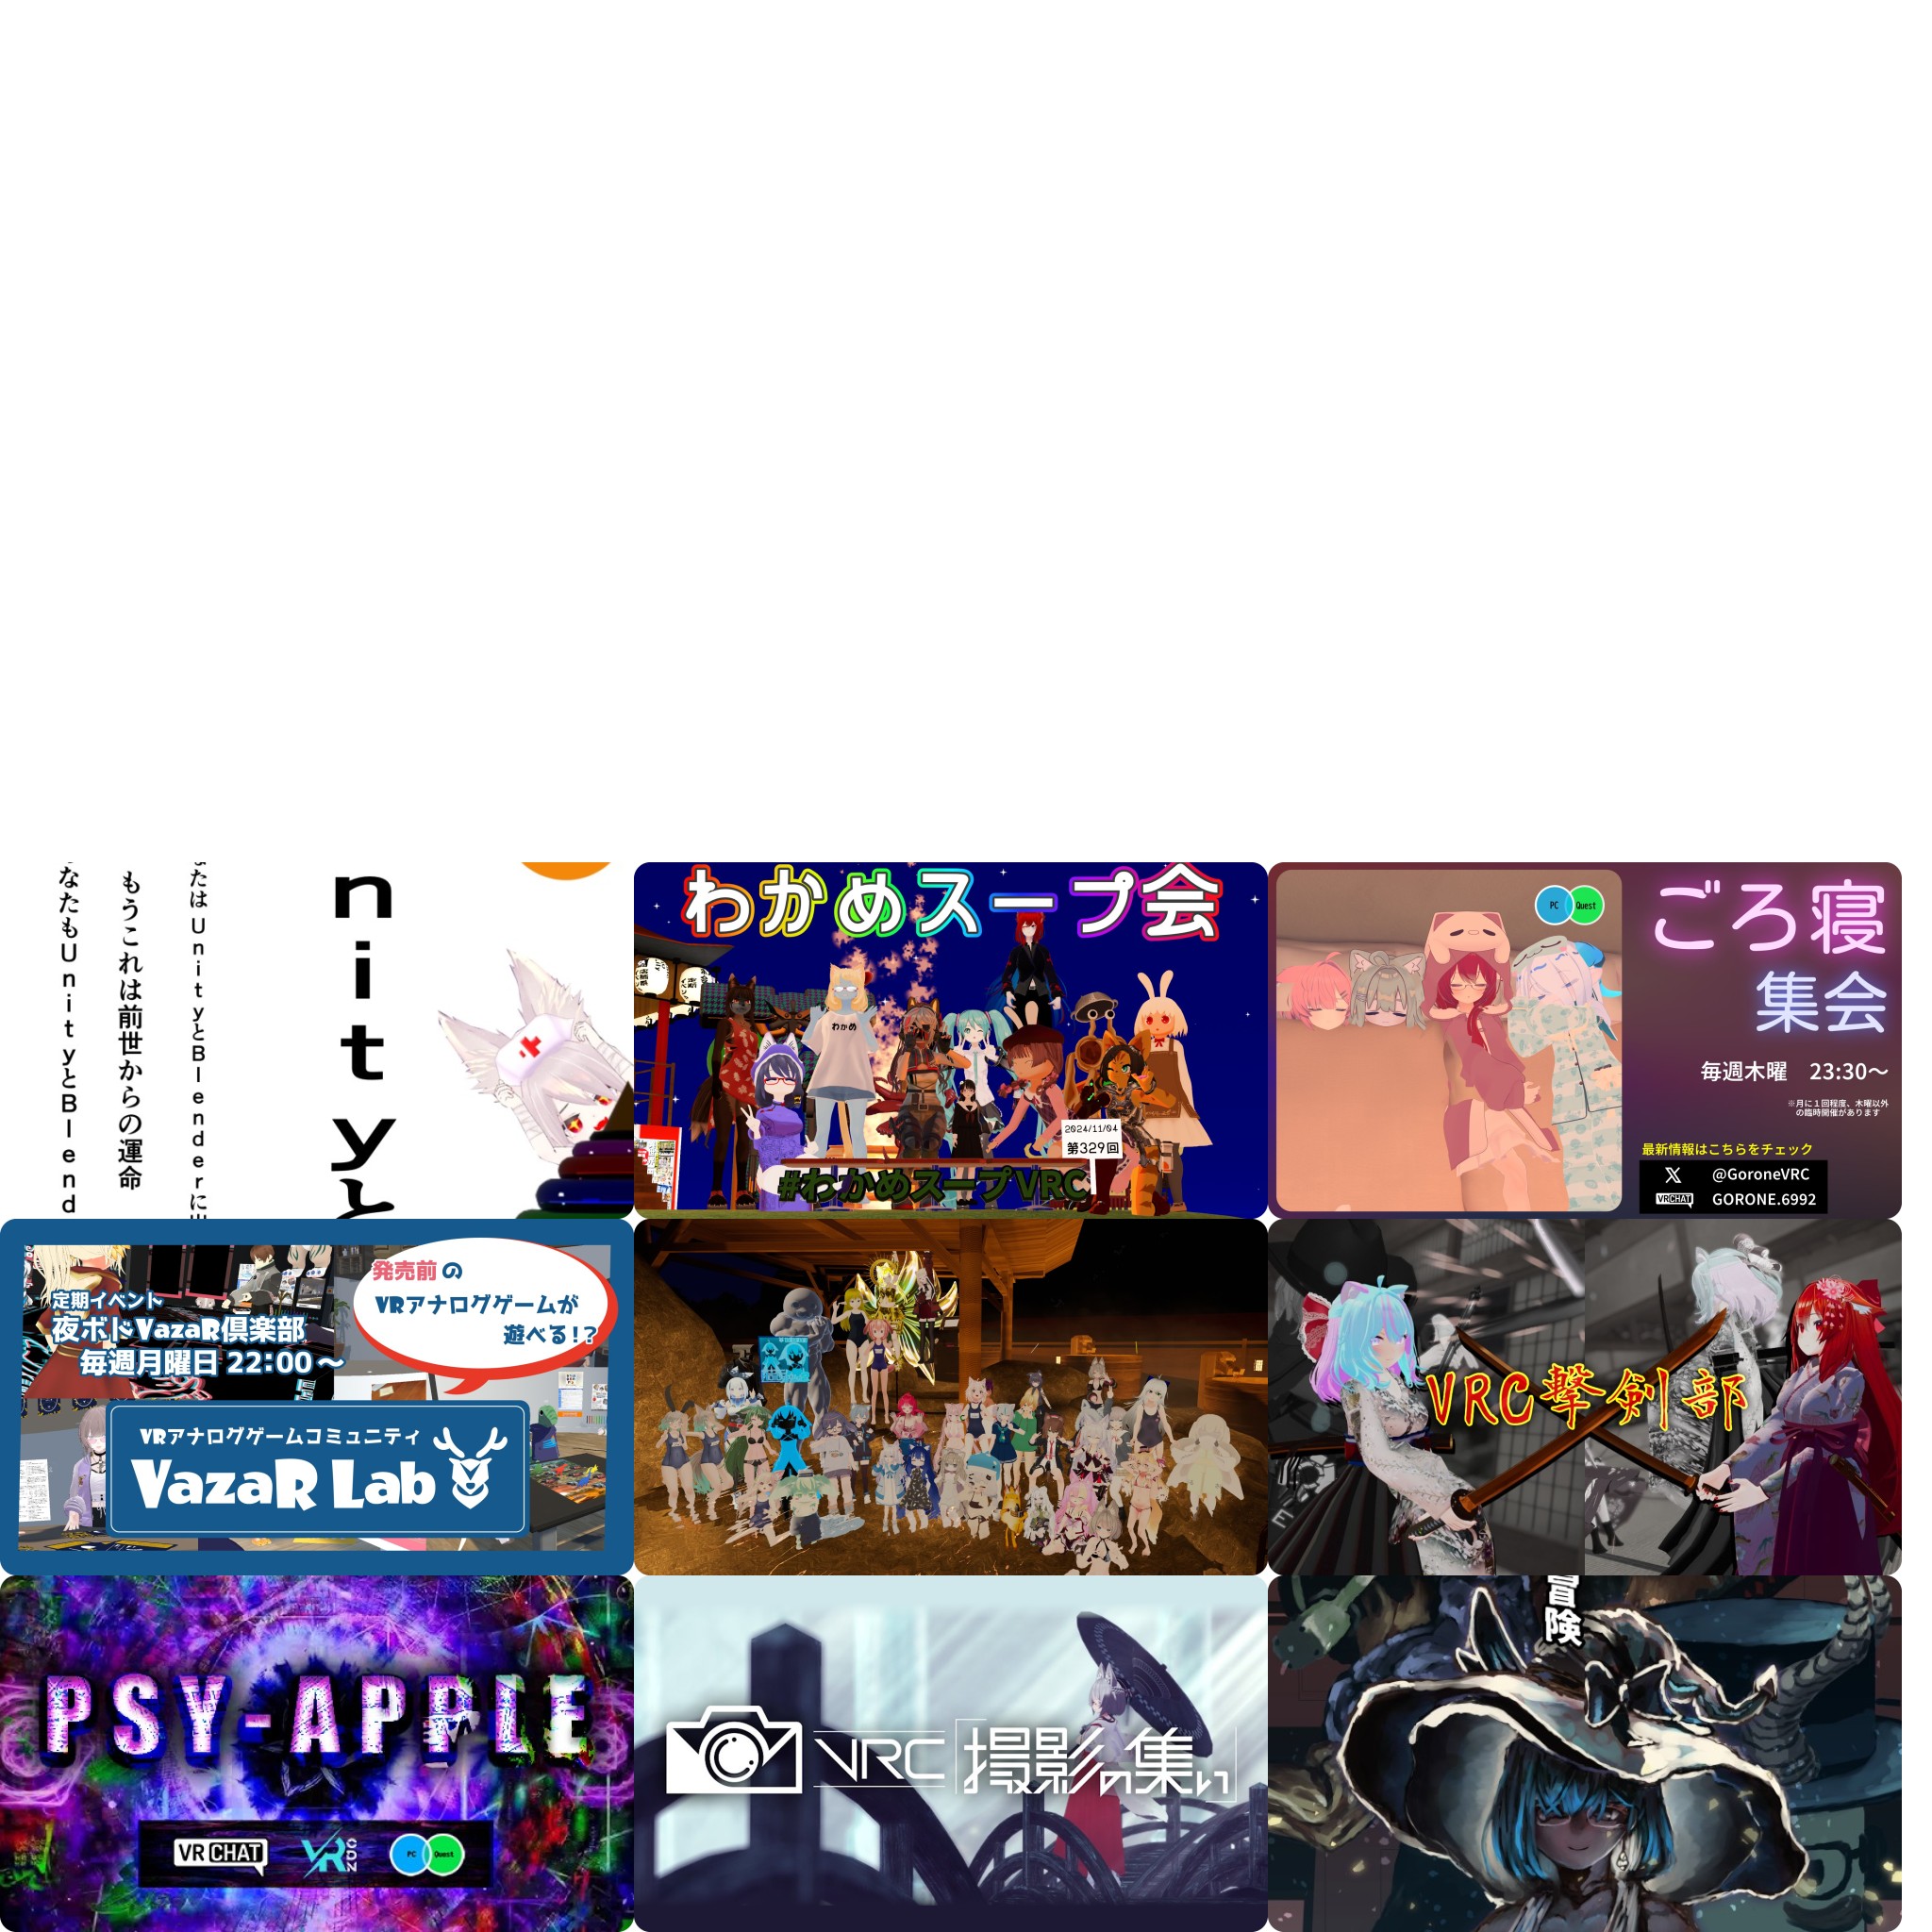 nityと
たは UnityとBlenderに
もうこれは前世からの運命
なたもUnityとBlend
わかめスープ会
わかめ
2024/11/04
第329回
#わかめスープVRC
PC
Quest
ごろ寝
集会
毎週木曜 23:30～
※月に１回程度、木曜以外
の臨時開催があります
最新情報はこちらをチェック
@GoroneVRC
VRCHAT GORONE.6992
定期イベント
夜ボドVazaR倶楽部
毎週月曜日 22:00～
発売前の
VRアナログゲームが
遊べる!?
VRアナログゲームコミュニティ
VazaR Lab
VRC撃剣部
PSY-APPLE
VRCHAT
VR
ZONE
PC
Quest
VRC 撮影の集い
冒険